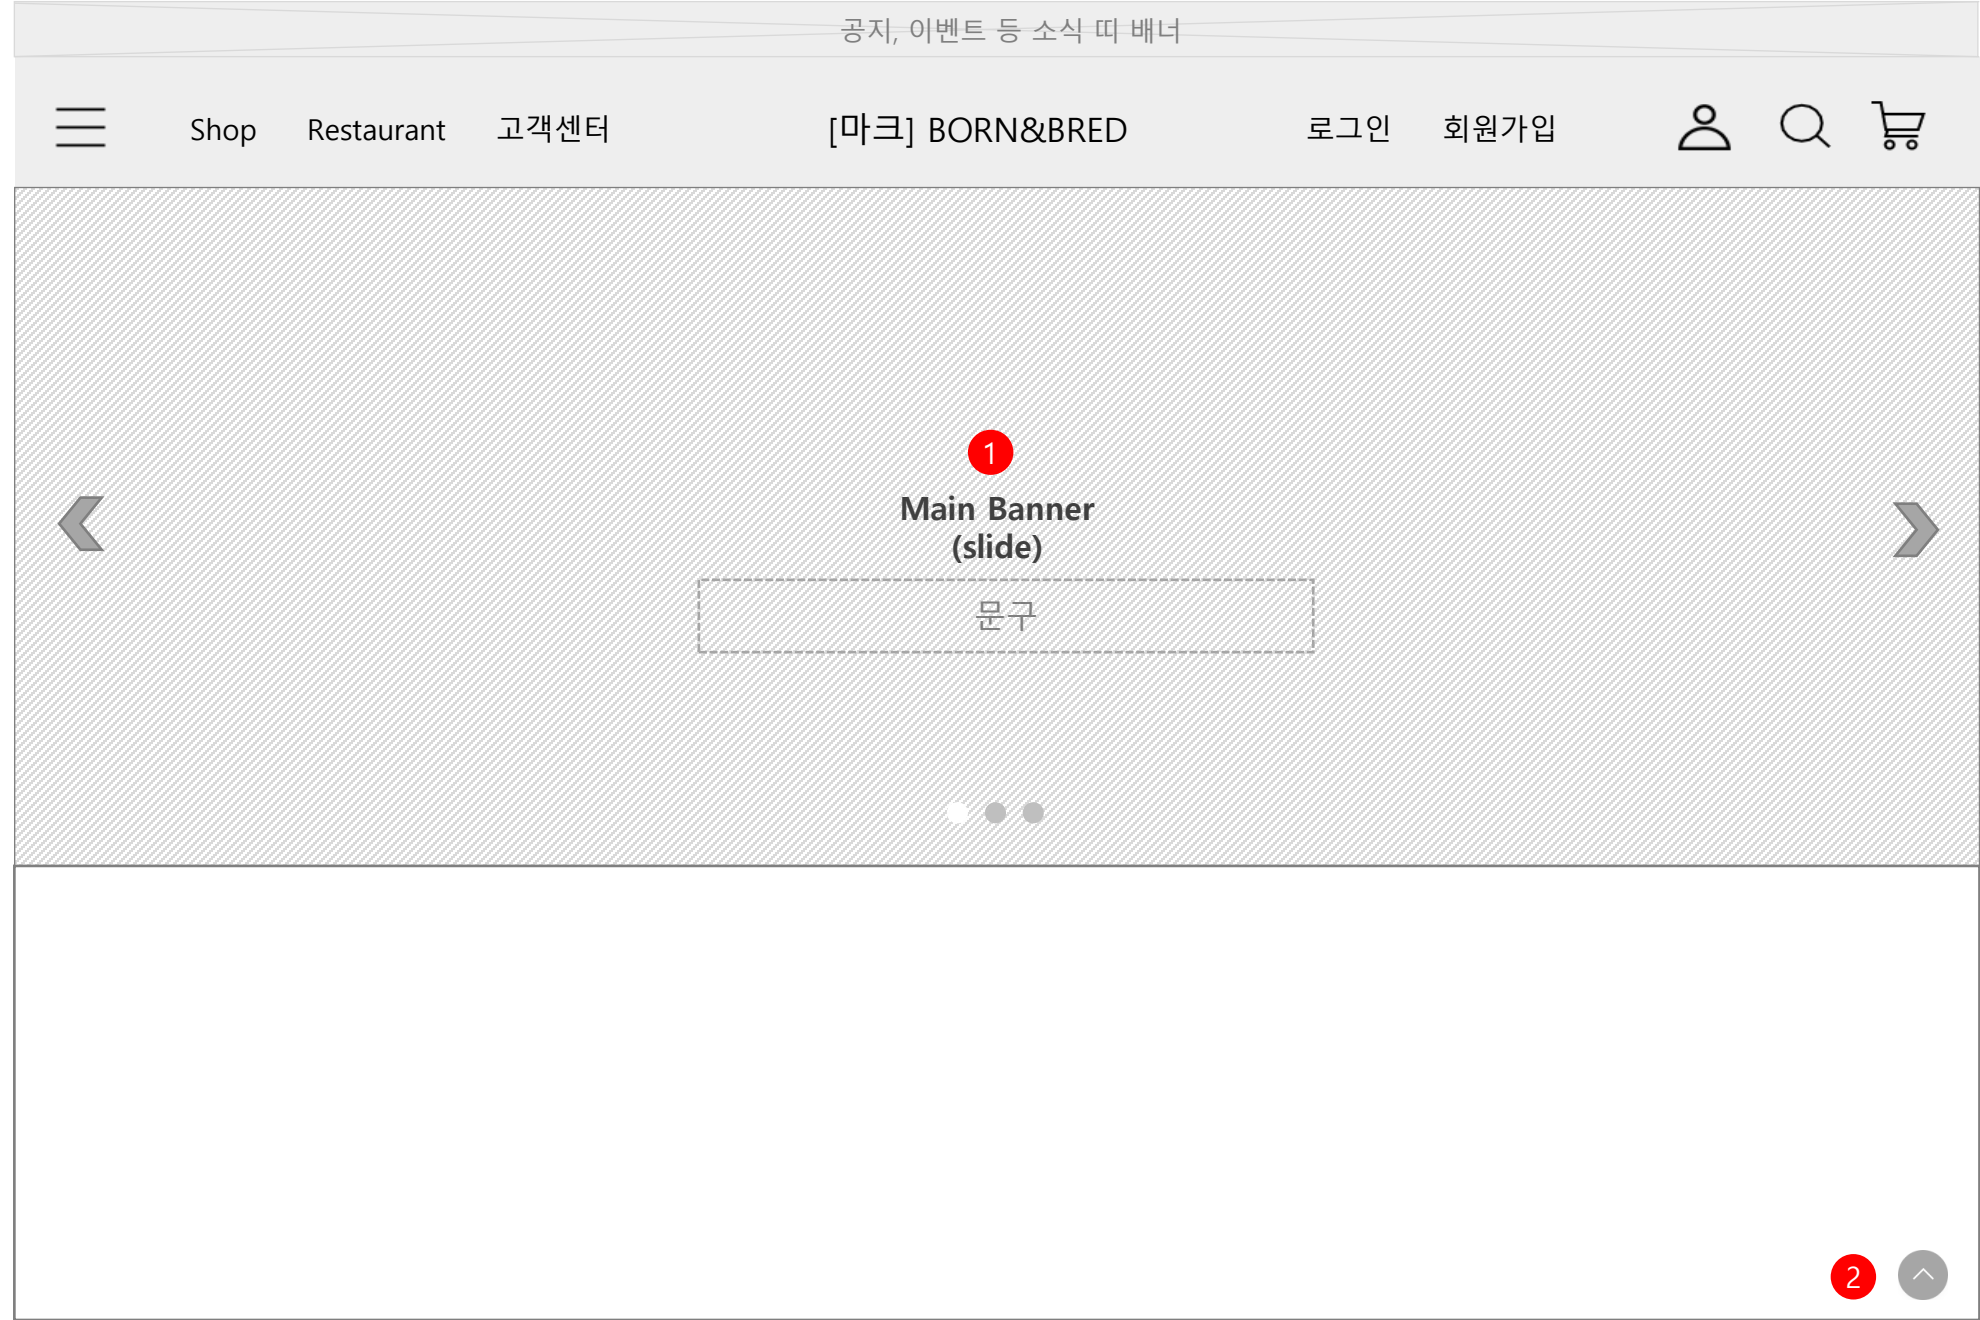 공지, 이벤트 등 소식 띠 배너
Shop Restaurant 고객센터 [마크] BORN&BRED 로그인 회원가입
1
Main Banner
(slide)
문구
2